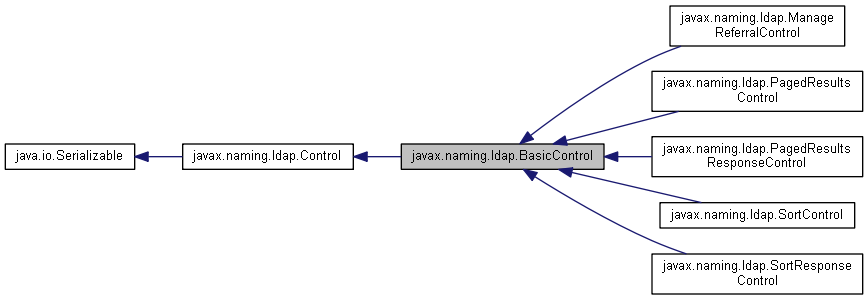 javax.naming.ldap.Manage
ReferralControl
javax.naming.ldap.PagedResults
Control
java.io.Serializable
javax.naming.ldap.Control
javax.naming.ldap.BasicControl
javax.naming.ldap.PagedResults
ResponseControl
javax.naming.ldap.SortControl
javax.naming.ldap.SortResponse
Control